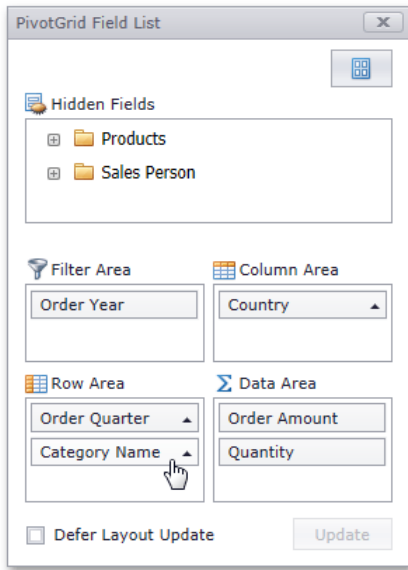 PivotGrid Field List
Hidden Fields
Products
Sales Person
Filter Area
Column Area
Order Year
Country
Row Area
Data Area
Order Quarter
Order Amount
Category Name
Quantity
Defer Layout Update
Update